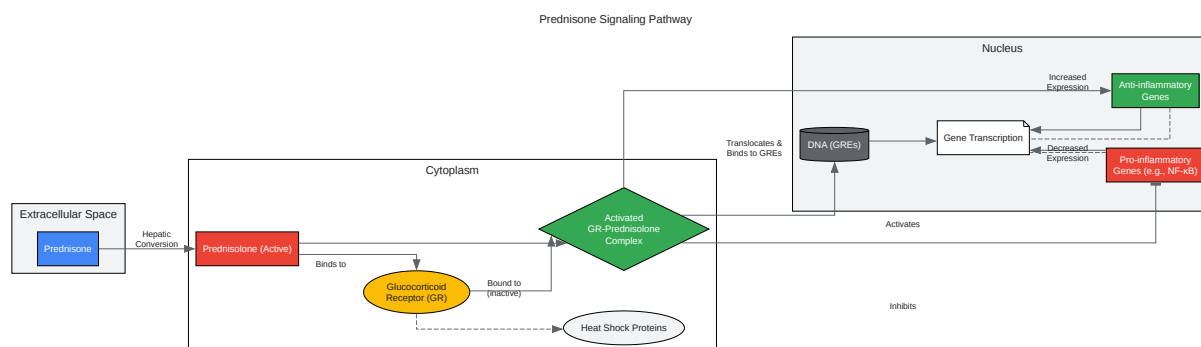 Prednisone Signaling Pathway
Nucleus
Increased
Expression
Anti-inflammatory
Genes
DNA (GREs)
Gene Transcription
Translocates &
Binds to GREs
Decreased
Expression
Pro-inflammatory
Genes (e.g., NF-κB)
Cytoplasm
Extracellular Space
Prednisone
Hepatic
Conversion
Prednisolone (Active)
Binds to
Glucocorticoid
Receptor (GR)
Bound to
(inactive)
Activated
GR-Prednisolone
Complex
Heat Shock Proteins
Activates
Inhibits